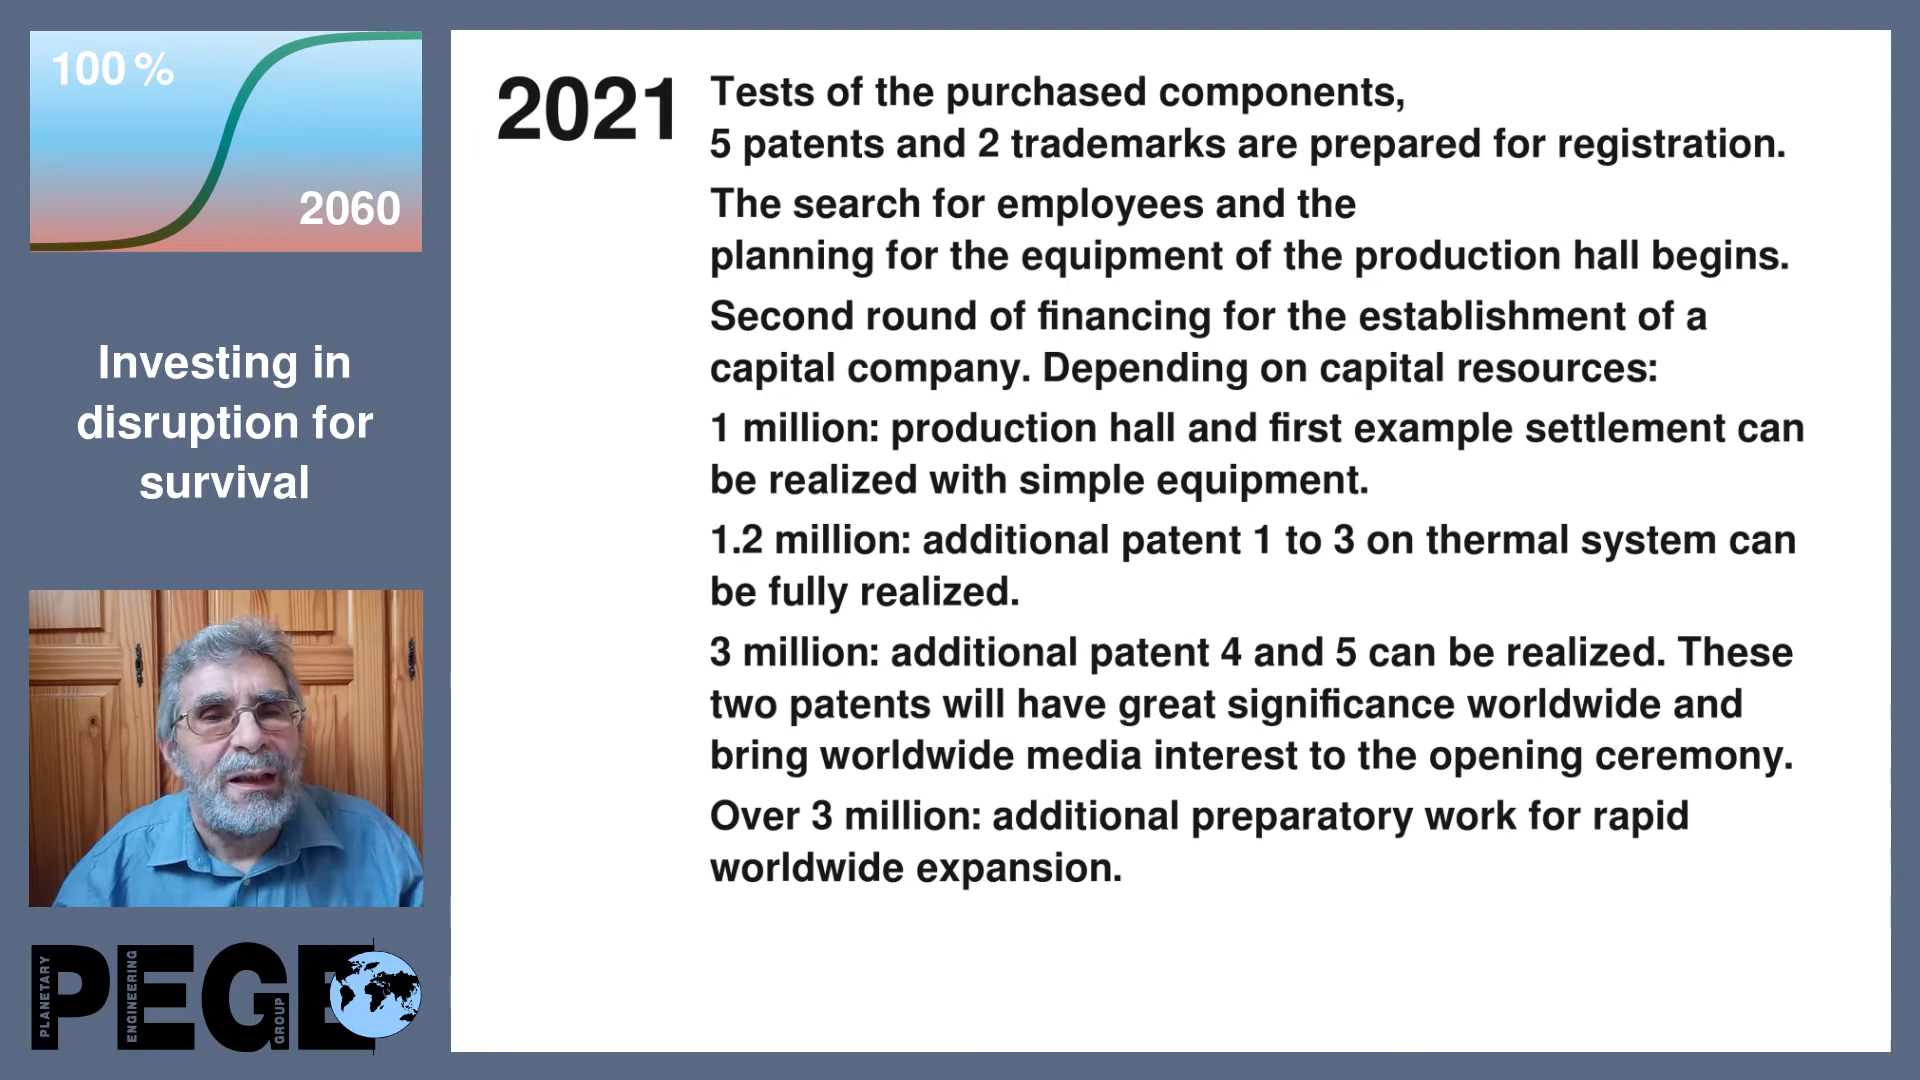 100 %
2060
Investing in
disruption for
survival
PEGE
PLANETARY
ENGINEERING
GROUP
2021
Tests of the purchased components,
5 patents and 2 trademarks are prepared for registration.
The search for employees and the
planning for the equipment of the production hall begins.
Second round of financing for the establishment of a
capital company. Depending on capital resources:
1 million: production hall and first example settlement can
be realized with simple equipment.
1.2 million: additional patent 1 to 3 on thermal system can
be fully realized.
3 million: additional patent 4 and 5 can be realized. These
two patents will have great significance worldwide and
bring worldwide media interest to the opening ceremony.
Over 3 million: additional preparatory work for rapid
worldwide expansion.